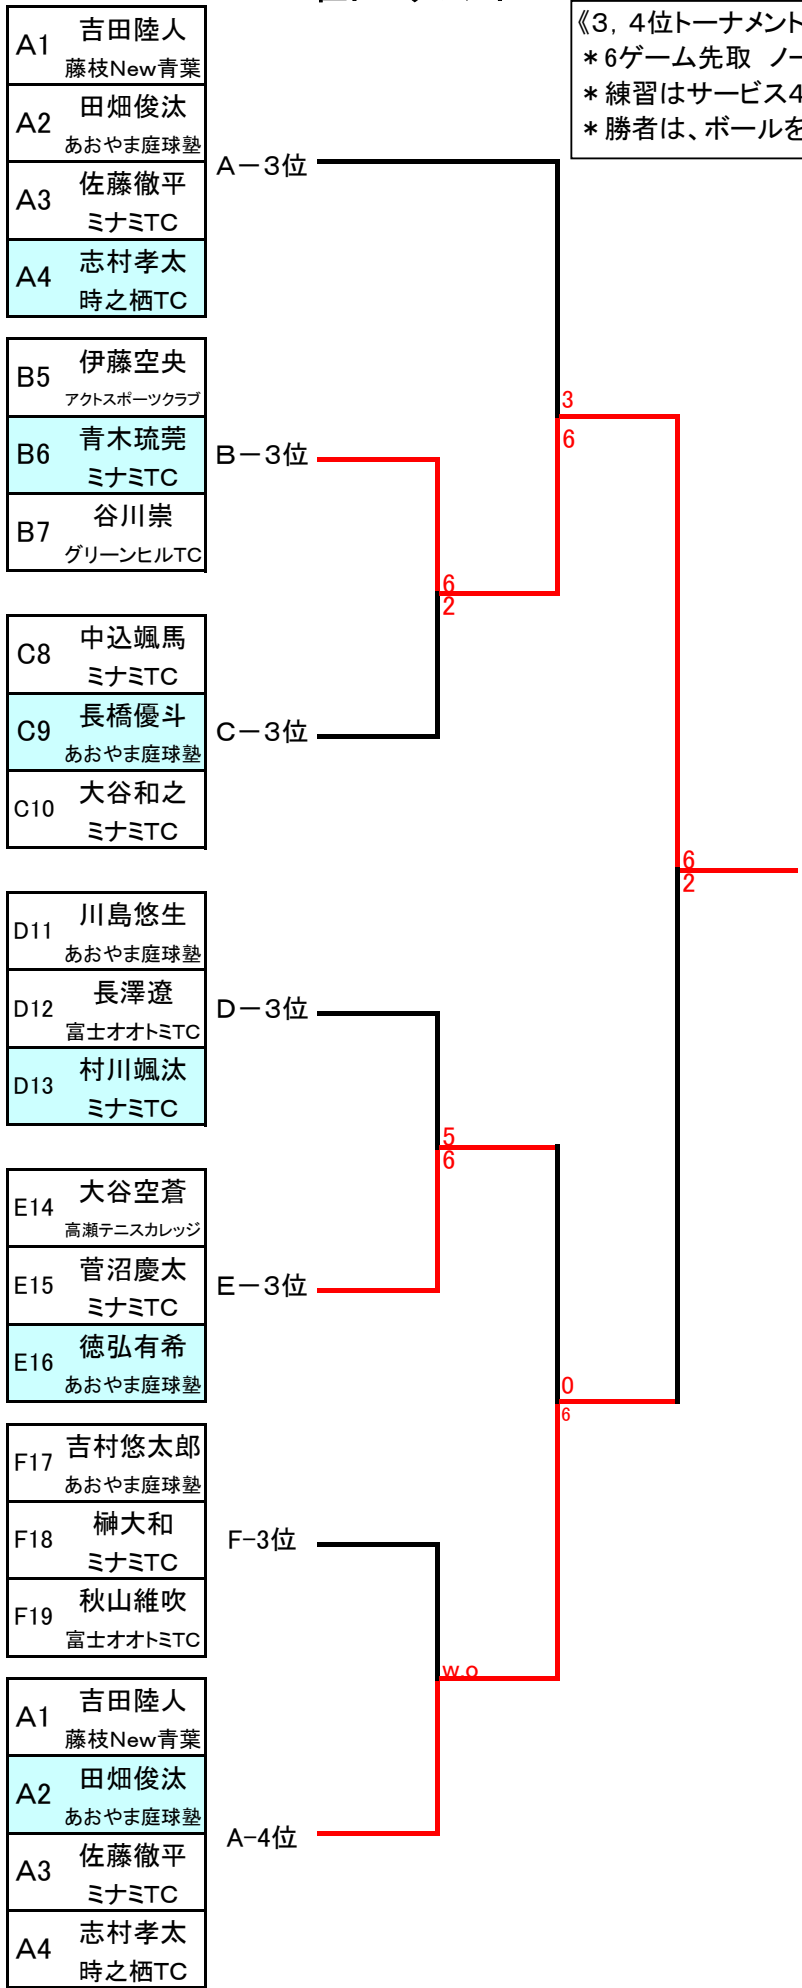 《3，4位トーナメント
＊6ゲーム先取 ノー
＊練習はサービス4
＊勝者は、ボールを
A1 吉田陸人
藤枝New青葉
A2 田畑俊汰
あおやま庭球塾
A3 佐藤徹平
ミナミTC
A4 志村孝太
時之栖TC
A－3位
B5 伊藤空央
アクトスポーツクラブ
B6 青木琉莞
ミナミTC
B7 谷川崇
グリーンヒルTC
B－3位
3
6
6
2
C8 中込颯馬
ミナミTC
C9 長橋優斗
あおやま庭球塾
C10 大谷和之
ミナミTC
C－3位
6
2
D11 川島悠生
あおやま庭球塾
D12 長澤遼
富士オオトミTC
D13 村川颯汰
ミナミTC
D－3位
5
6
E14 大谷空蒼
高瀬テニスカレッジ
E15 菅沼慶太
ミナミTC
E16 徳弘有希
あおやま庭球塾
E－3位
0
6
F17 吉村悠太郎
あおやま庭球塾
F18 榊大和
ミナミTC
F19 秋山維吹
富士オオトミTC
F-3位
w.o
A1 吉田陸人
藤枝New青葉
A2 田畑俊汰
あおやま庭球塾
A3 佐藤徹平
ミナミTC
A4 志村孝太
時之栖TC
A-4位